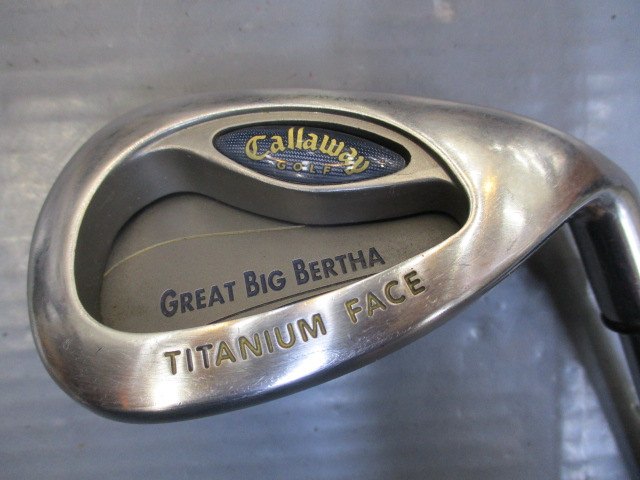 Callaway
GOLF
GREAT BIG BERTHA
TITANIUM FACE